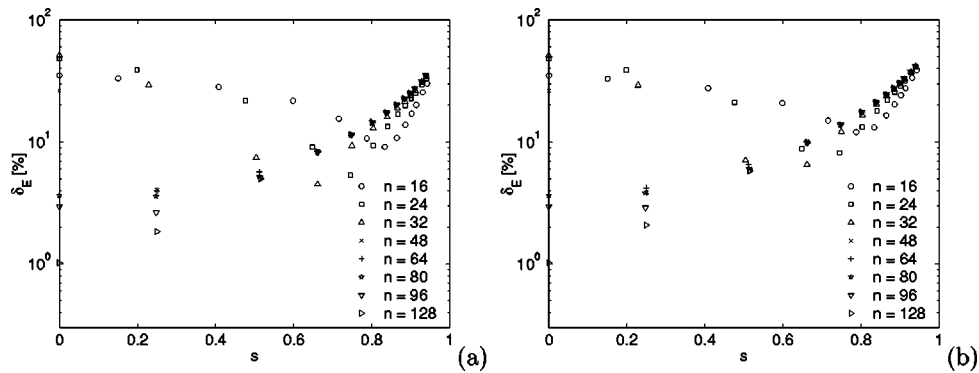 10^2
10^1
10^0
δ_E [%]
n = 16
n = 24
n = 32
n = 48
n = 64
n = 80
n = 96
n = 128
0 0.2 0.4 0.6 0.8 1
s
(a)
10^2
10^1
10^0
δ_E [%]
n = 16
n = 24
n = 32
n = 48
n = 64
n = 80
n = 96
n = 128
0 0.2 0.4 0.6 0.8 1
s
(b)